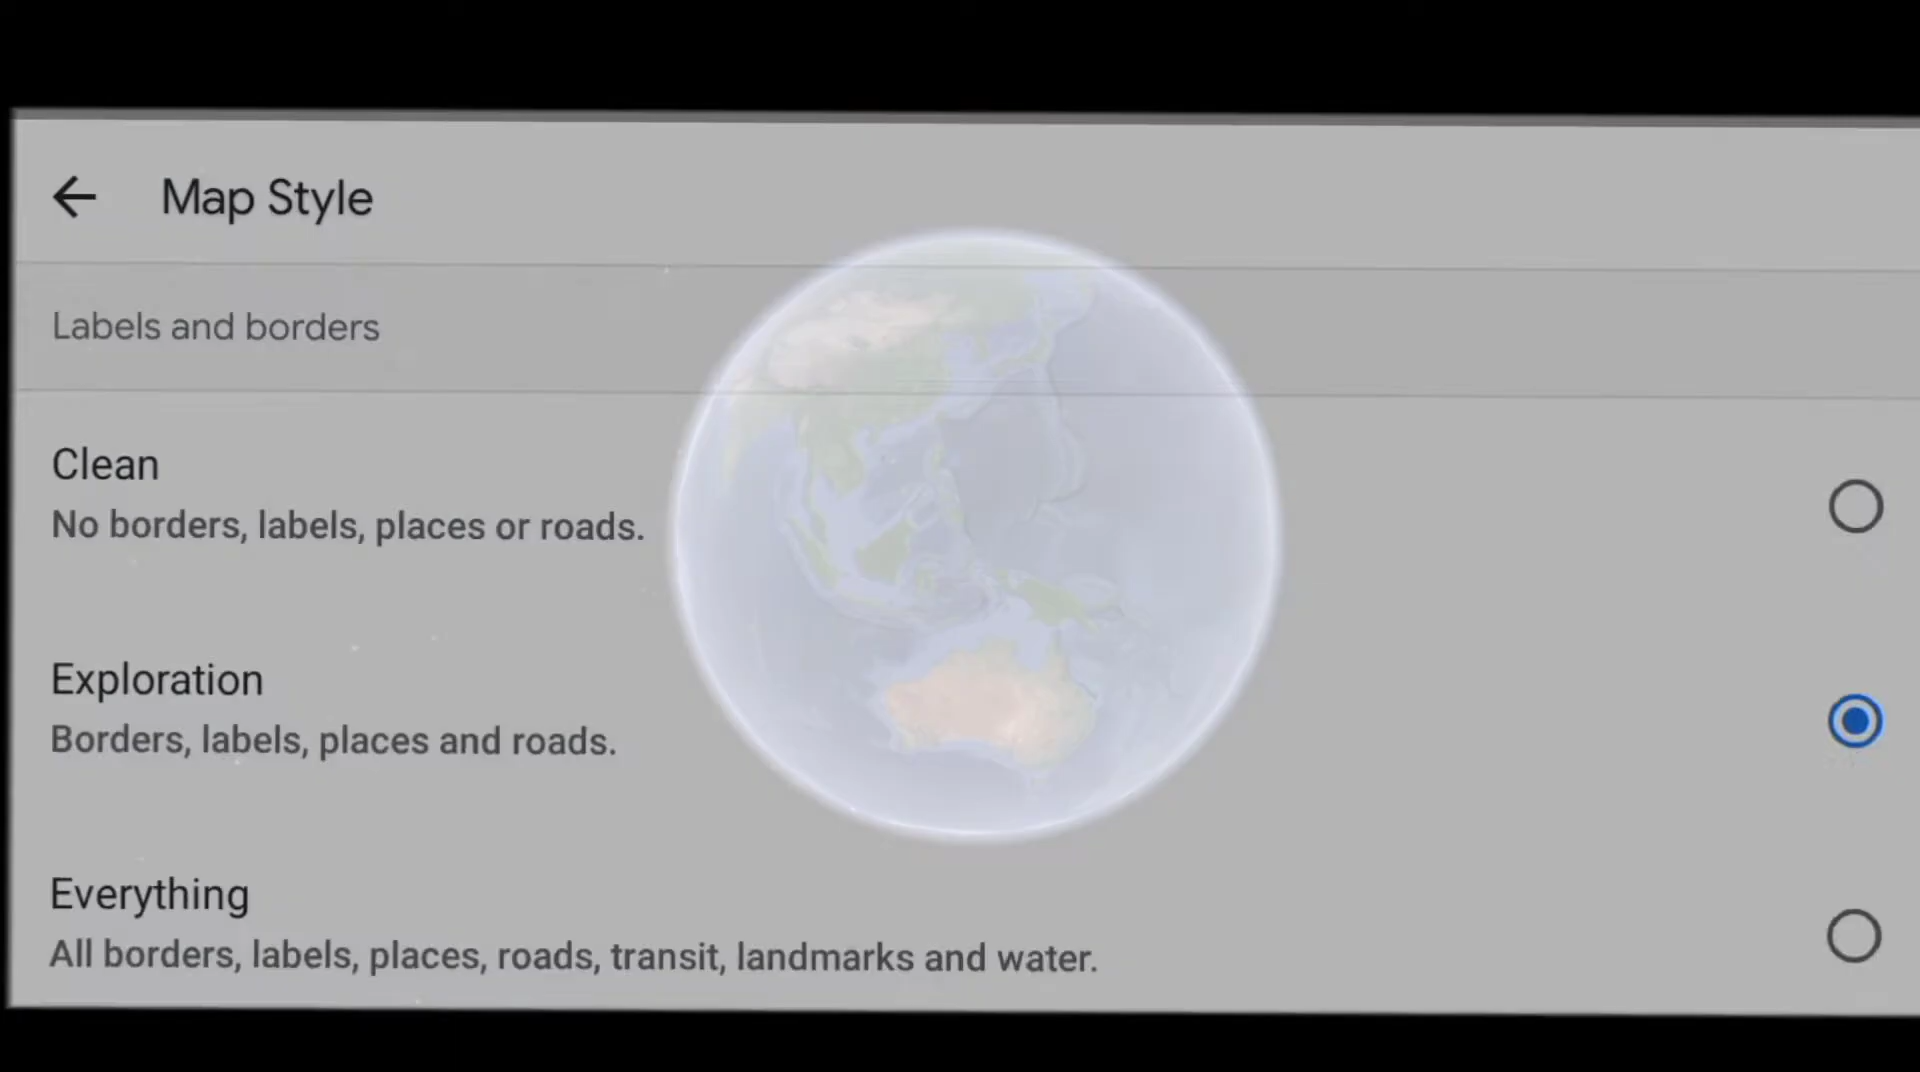 Map Style
Labels and borders
Clean
No borders, labels, places or roads.
Exploration
Borders, labels, places and roads.
Everything
All borders, labels, places, roads, transit, landmarks and water.